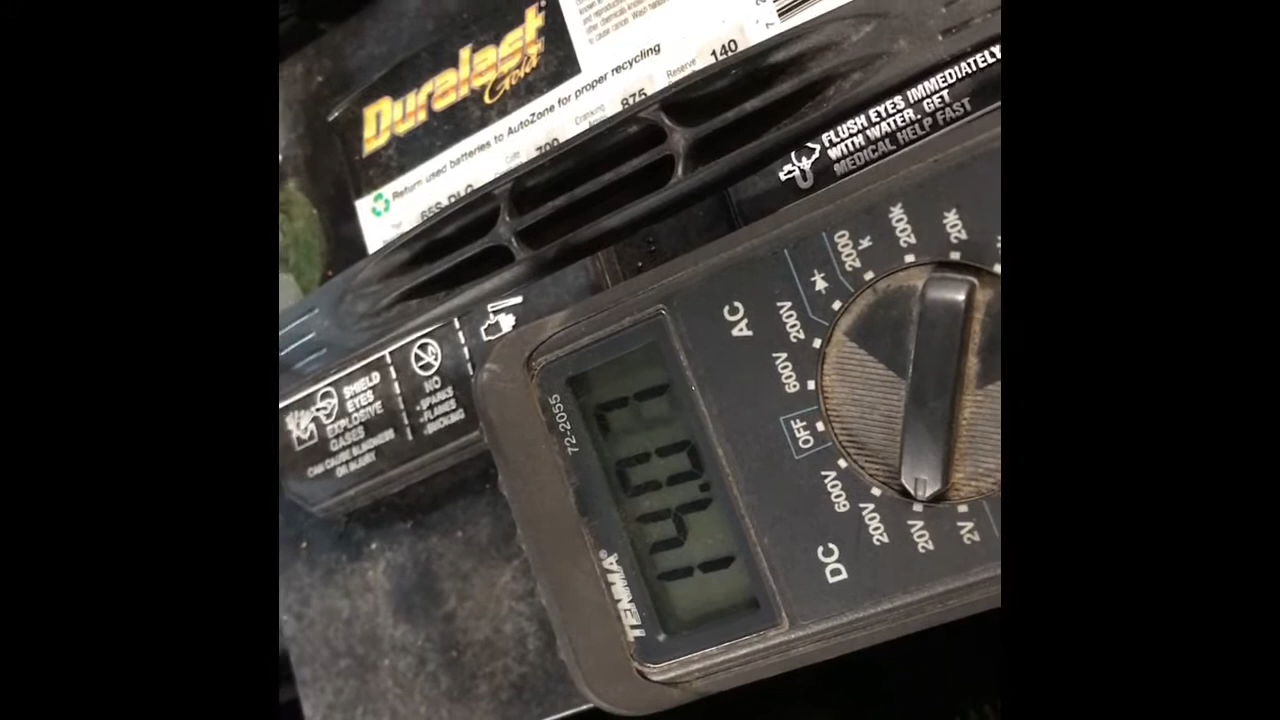 Duralast
Gold
Return used batteries to AutoZone for proper recycling
Cranking
875
Reserve
140
700
65S-DLG
FLUSH EYES IMMEDIATELY
WITH WATER. GET
MEDICAL HELP FAST
SHIELD
EYES
EXPLOSIVE
GASES
CAN CAUSE BLINDNESS
OR INJURY
NO
•SPARKS
•FLAMES
•SMOKING
72-2055
TENMA®
14.07
AC
DC
2000
k
200k
20k
200V
600V
OFF
600V
200V
20V
2V